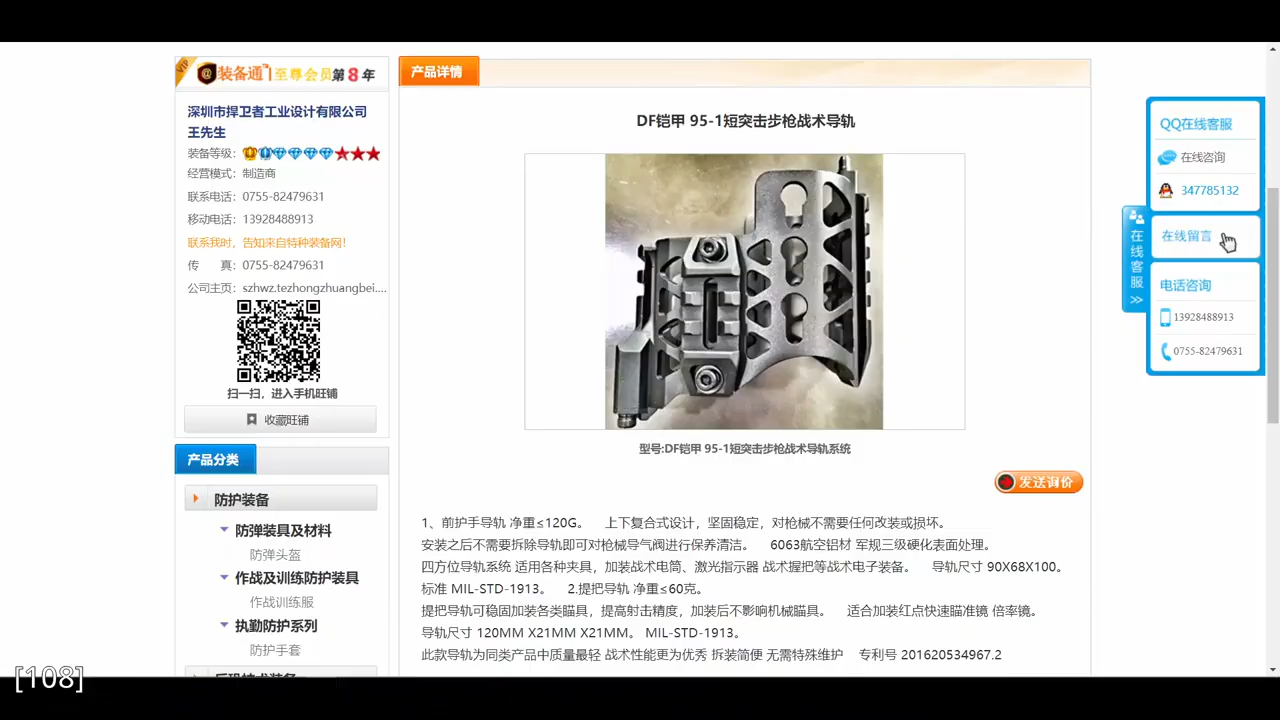 VIP
装备通 至尊会员第 8 年
深圳市捍卫者工业设计有限公司
王先生
装备等级：
经营模式：制造商
联系电话：0755-82479631
移动电话：13928488913
联系我时，告知来自特种装备网！
传 真：0755-82479631
公司主页：szhwz.tezhongzhuangbei....
扫一扫，进入手机旺铺
收藏旺铺
产品分类
防护装备
防弹装具及材料
防弹头盔
作战及训练防护装具
作战训练服
执勤防护系列
防护手套
产品详情
DF铠甲 95-1短突击步枪战术导轨
型号:DF铠甲 95-1短突击步枪战术导轨系统
发送询价
1、前护手导轨 净重≤120G。 上下复合式设计，坚固稳定，对枪械不需要任何改装或损坏。
安装之后不需要拆除导轨即可对枪械导气阀进行保养清洁。 6063航空铝材 军规三级硬化表面处理。
四方位导轨系统 适用各种夹具，加装战术电筒、激光指示器 战术握把等战术电子装备。 导轨尺寸 90X68X100。
标准 MIL-STD-1913。 2.提把导轨 净重≤60克。
提把导轨可稳固加装各类瞄具，提高射击精度，加装后不影响机械瞄具。 适合加装红点快速瞄准镜 倍率镜。
导轨尺寸 120MM X21MM X21MM。 MIL-STD-1913。
此款导轨为同类产品中质量最轻 战术性能更为优秀 拆装简便 无需特殊维护 专利号 201620534967.2
QQ在线客服
在线咨询
347785132
在线留言
电话咨询
13928488913
0755-82479631
在线客服
>>
[108]